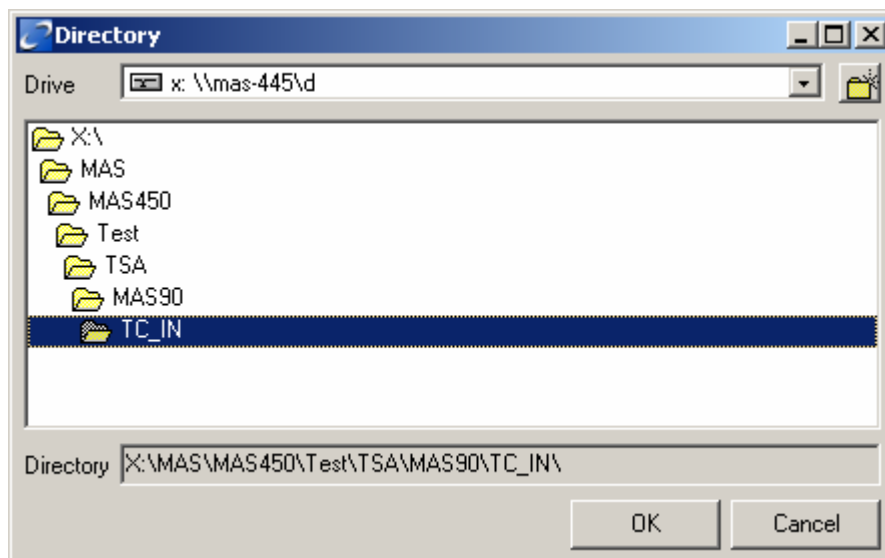 Directory
Drive x: \\mas-445\d
X:\
MAS
MAS450
Test
TSA
MAS90
TC_IN
Directory X:\MAS\MAS450\Test\TSA\MAS90\TC_IN\
OK Cancel